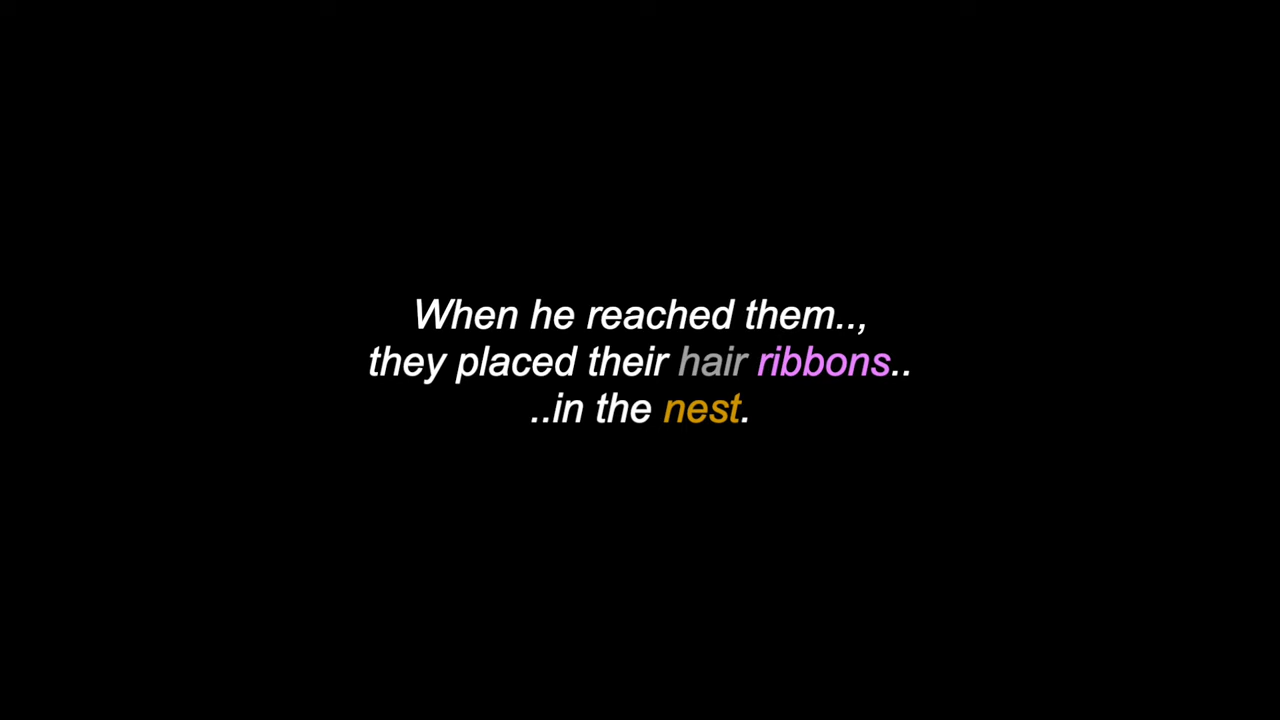 When he reached them..,
they placed their hair ribbons..
..in the nest.